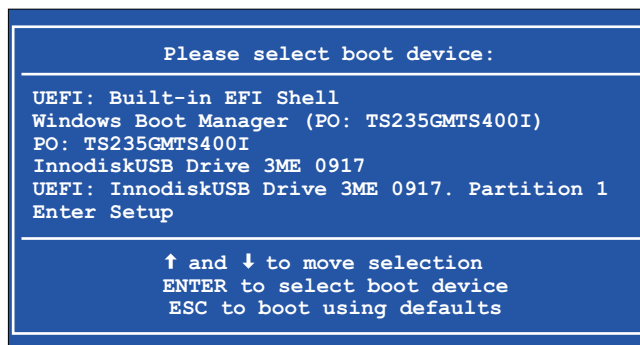 Please select boot device:
UEFI: Built-in EFI Shell
Windows Boot Manager (PO: TS235GMTS400I)
PO: TS235GMTS400I
InnodiskUSB Drive 3ME 0917
UEFI: InnodiskUSB Drive 3ME 0917. Partition 1
Enter Setup
↑ and ↓ to move selection
ENTER to select boot device
ESC to boot using defaults